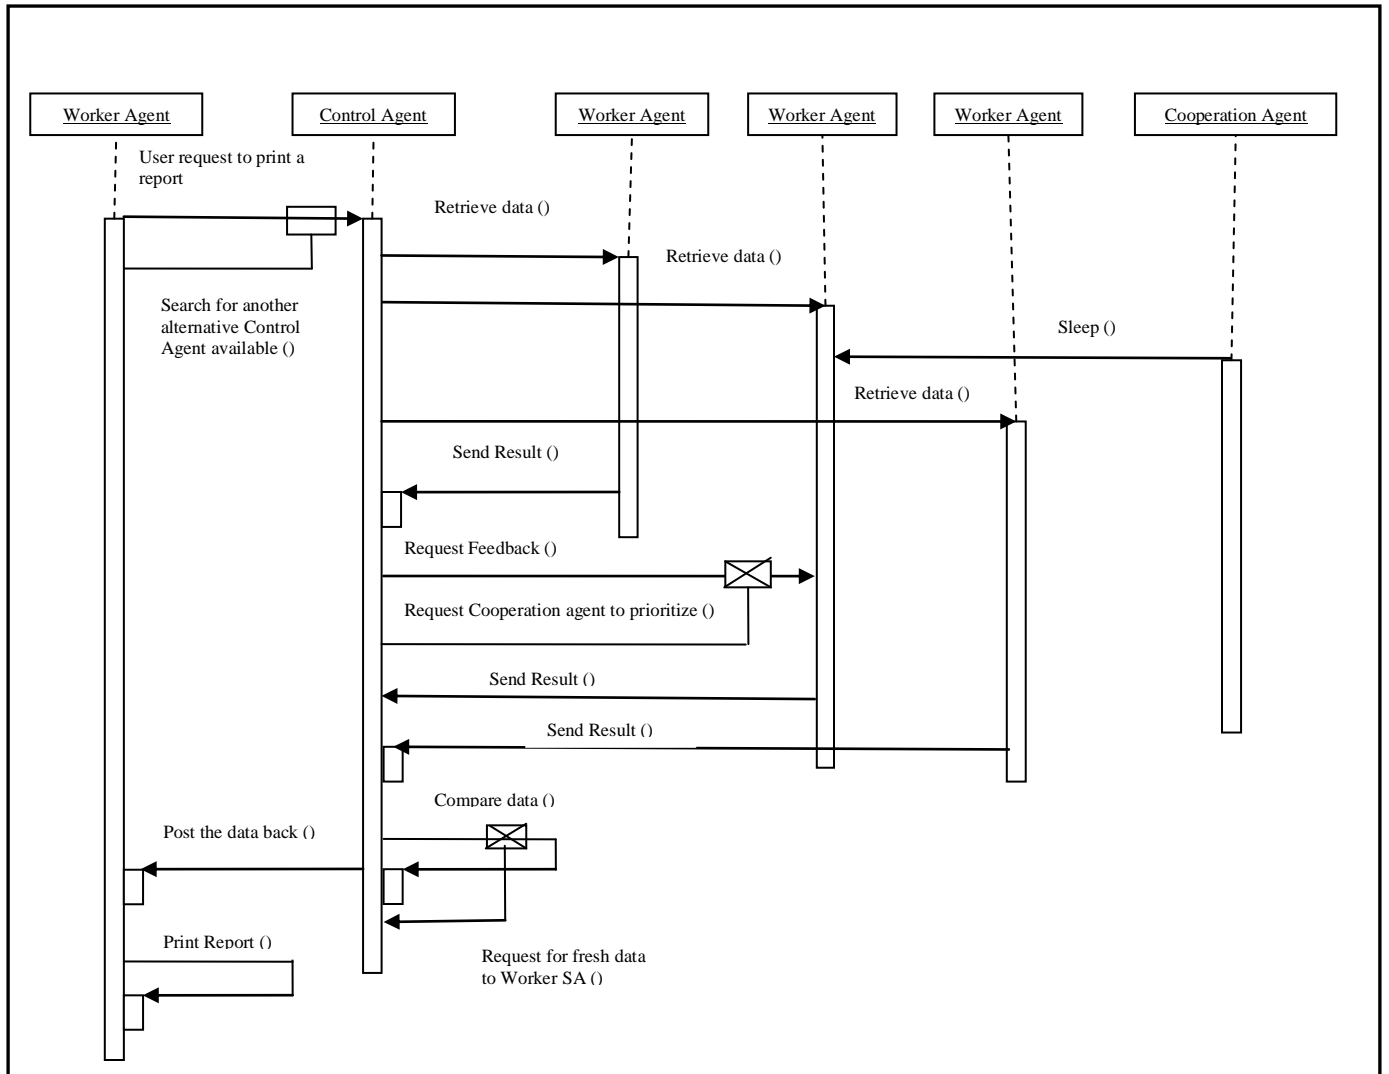 Worker Agent
Control Agent
Worker Agent
Worker Agent
Worker Agent
Cooperation Agent
User request to print a
report
Retrieve data ()
Retrieve data ()
Search for another
alternative Control
Agent available ()
Sleep ()
Retrieve data ()
Send Result ()
Request Feedback ()
Request Cooperation agent to prioritize ()
Send Result ()
Send Result ()
Compare data ()
Post the data back ()
Print Report ()
Request for fresh data
to Worker SA ()